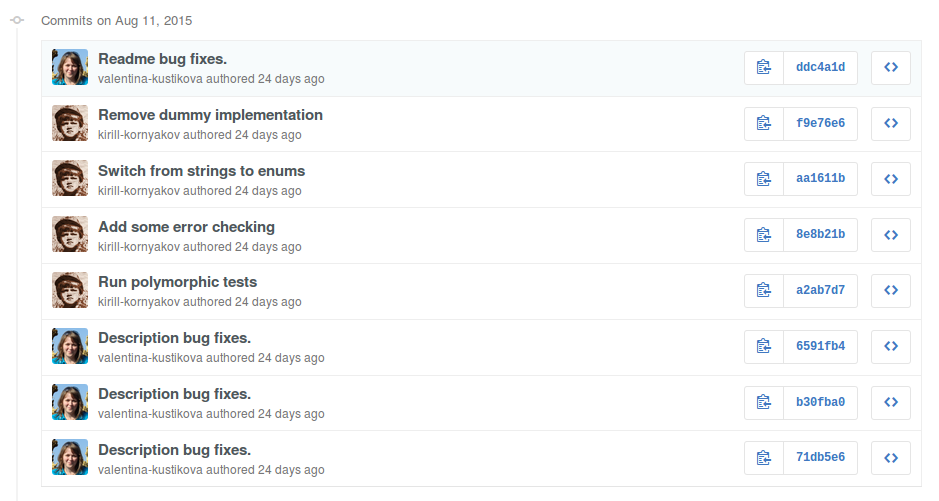 Commits on Aug 11, 2015
Readme bug fixes.
valentina-kustikova authored 24 days ago
ddc4a1d
Remove dummy implementation
kirill-kornyakov authored 24 days ago
f9e76e6
Switch from strings to enums
kirill-kornyakov authored 24 days ago
aa1611b
Add some error checking
kirill-kornyakov authored 24 days ago
8e8b21b
Run polymorphic tests
kirill-kornyakov authored 24 days ago
a2ab7d7
Description bug fixes.
valentina-kustikova authored 24 days ago
6591fb4
Description bug fixes.
valentina-kustikova authored 24 days ago
b30fba0
Description bug fixes.
valentina-kustikova authored 24 days ago
71db5e6